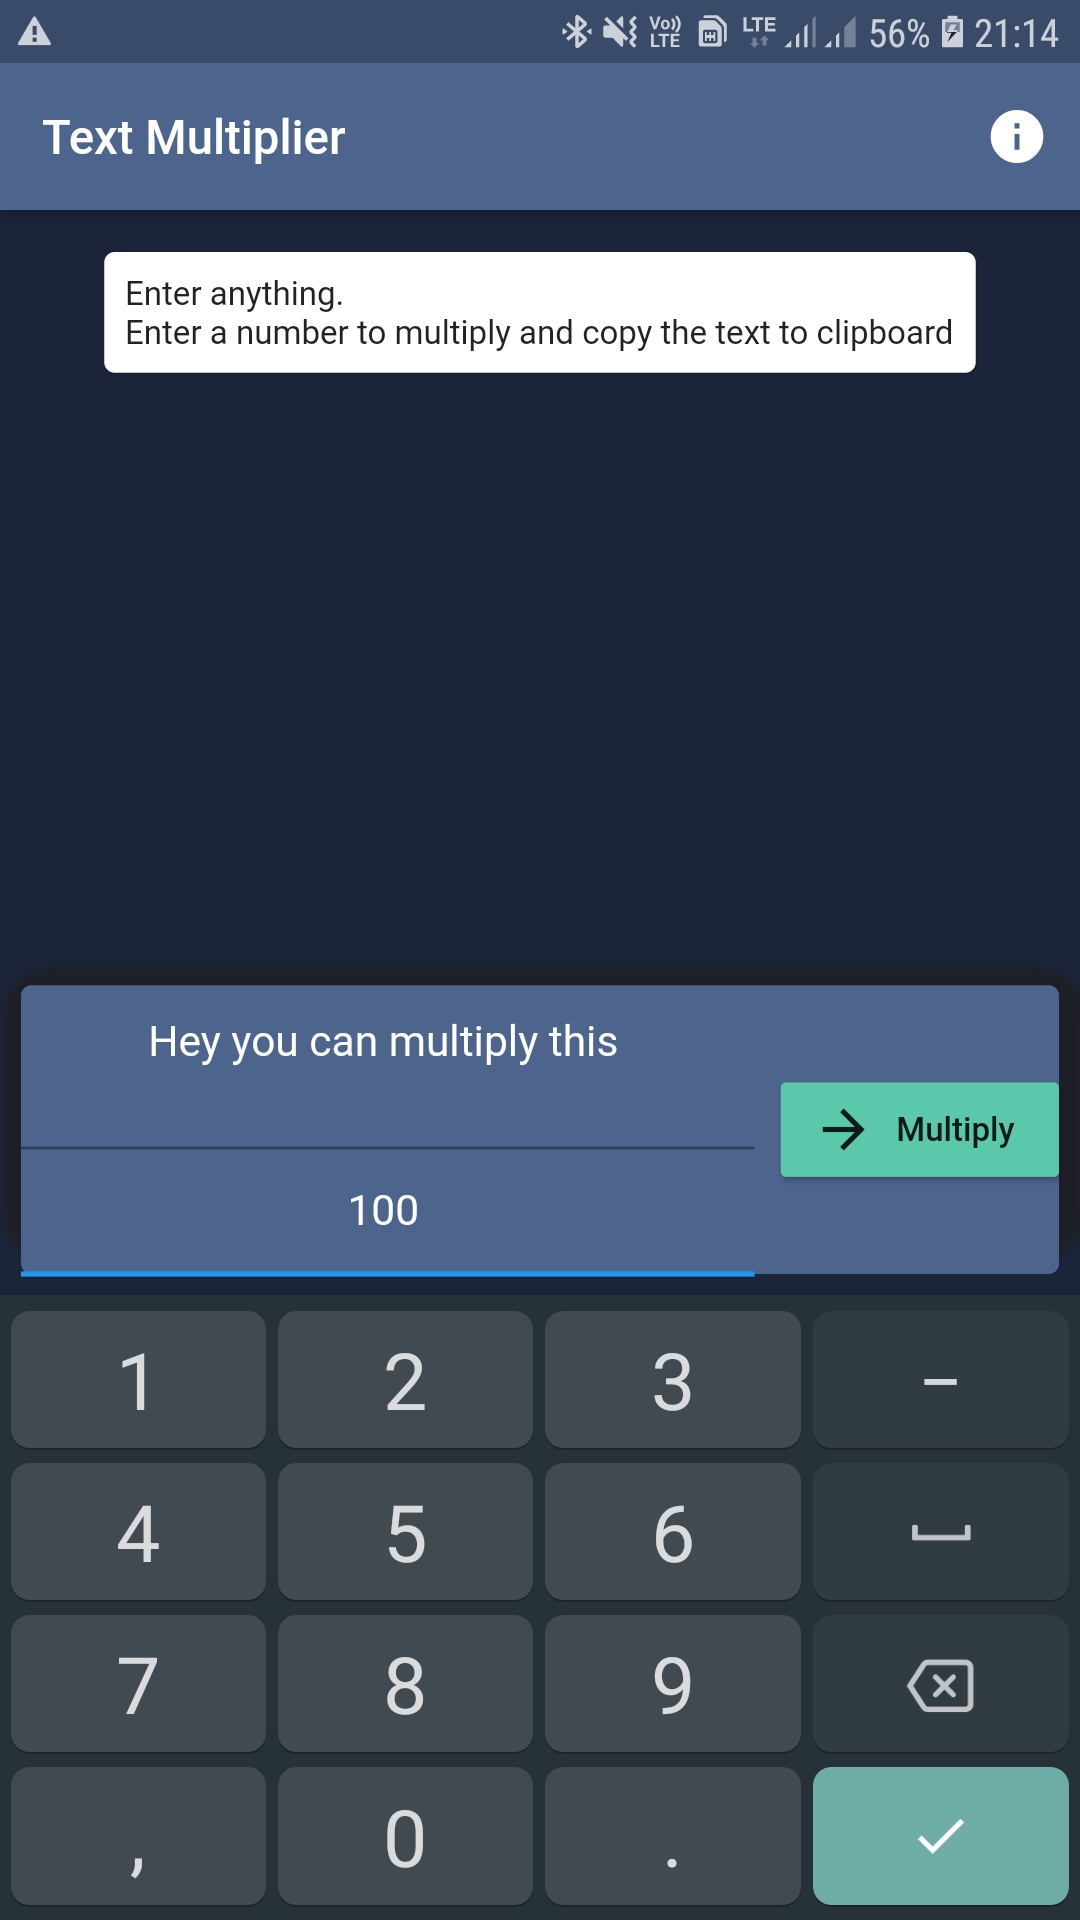 Vo)) LTE LTE 56% 21:14
Text Multiplier
Enter anything.
Enter a number to multiply and copy the text to clipboard
Hey you can multiply this
Multiply
100
1 2 3 –
4 5 6
7 8 9
, 0 .